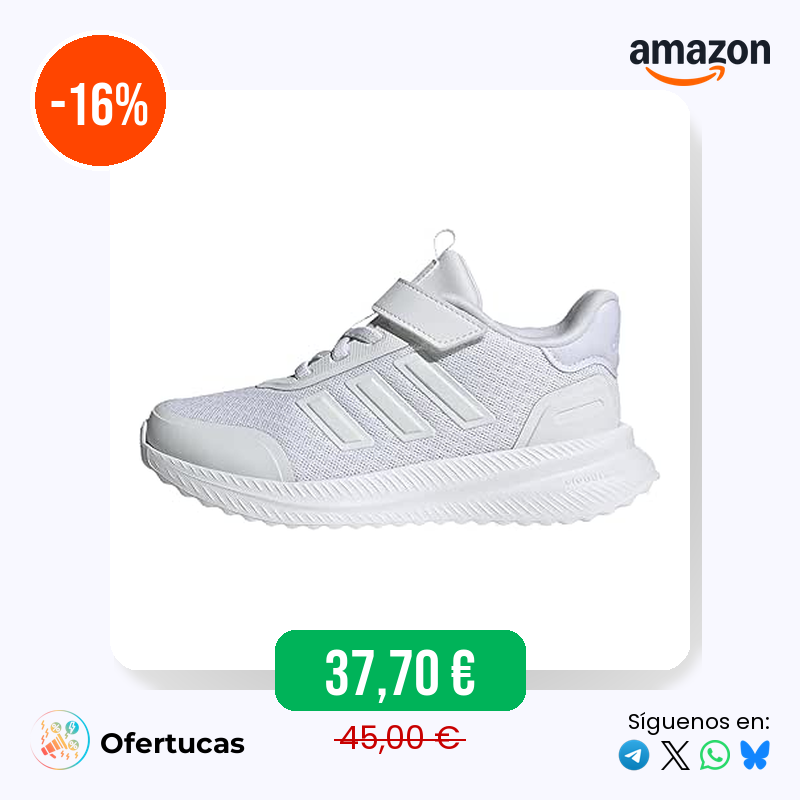 -16%
amazon
37,70 €
45,00 €
Ofertucas
Síguenos en: